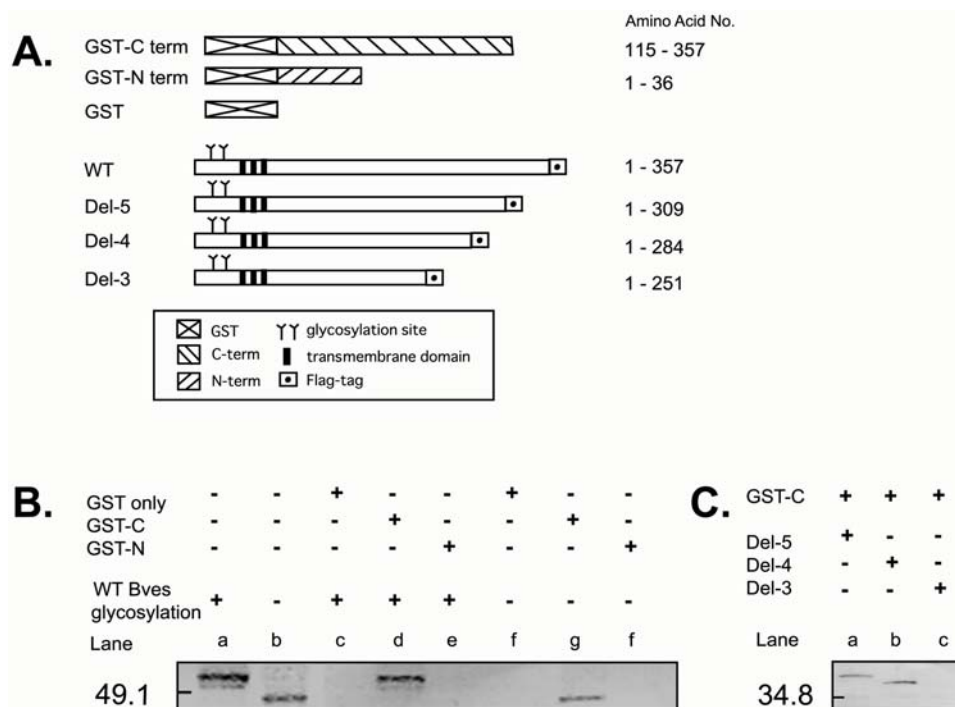 A.
Amino Acid No.
GST-C term 115 - 357
GST-N term 1 - 36
GST
WT 1 - 357
Del-5 1 - 309
Del-4 1 - 284
Del-3 1 - 251
GST glycosylation site
C-term transmembrane domain
N-term Flag-tag
B.
GST only - - + - - + - -
GST-C - - - + - - + -
GST-N - - - - + - - +
WT Bves
glycosylation + - + + + - - -
Lane a b c d e f g f
49.1
C.
GST-C + + +
Del-5 + - -
Del-4 - + -
Del-3 - - +
Lane a b c
34.8